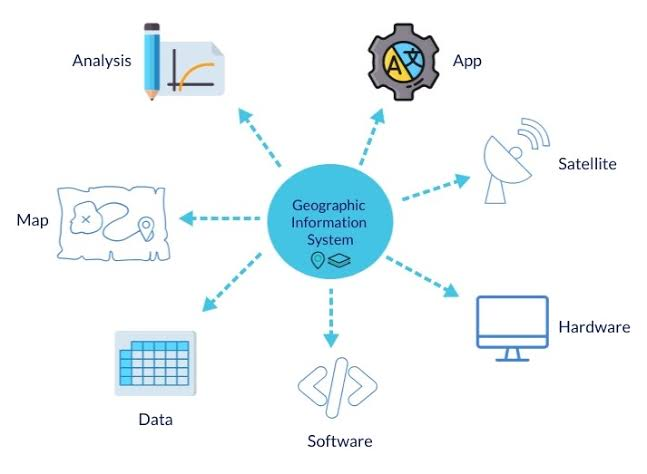 Analysis
App
Satellite
Geographic
Information
System
Map
Hardware
Data
Software
A 文